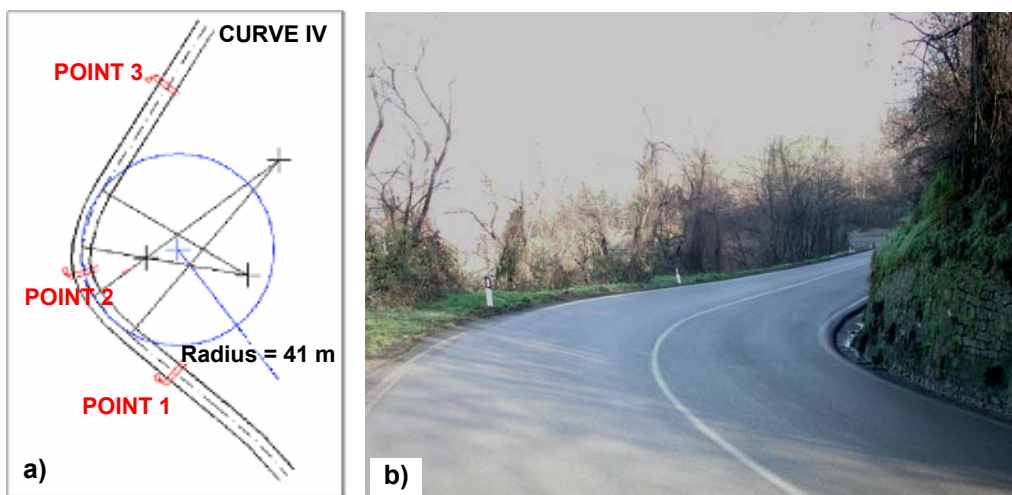 CURVE IV
POINT 3
POINT 2
Radius = 41 m
POINT 1
a)
b)